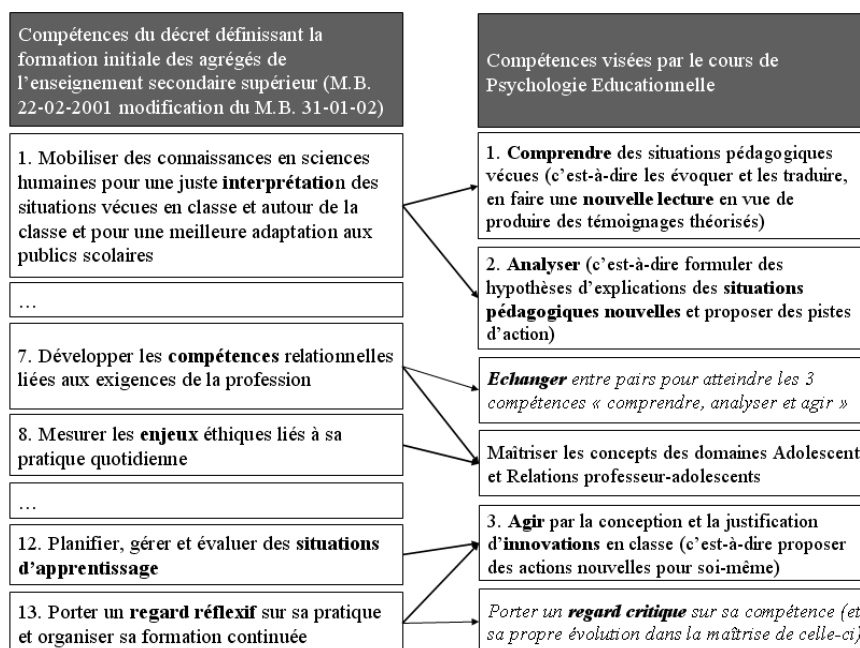 Compétences du décret définissant la
formation initiale des agrégés de
l'enseignement secondaire supérieur (M.B.
22-02-2001 modification du M.B. 31-01-02)
1. Mobiliser des connaissances en sciences
humaines pour une juste interprétation des
situations vécues en classe et autour de la
classe et pour une meilleure adaptation aux
publics scolaires
…
7. Développer les compétences relationnelles
liées aux exigences de la profession
8. Mesurer les enjeux éthiques liés à sa
pratique quotidienne
…
12. Planifier, gérer et évaluer des situations
d'apprentissage
13. Porter un regard réflexif sur sa pratique
et organiser sa formation continuée
Compétences visées par le cours de
Psychologie Educationnelle
1. Comprendre des situations pédagogiques
vécues (c'est-à-dire les évoquer et les traduire,
en faire une nouvelle lecture en vue de
produire des témoignages théorisés)
2. Analyser (c'est-à-dire formuler des
hypothèses d'explications des situations
pédagogiques nouvelles et proposer des pistes
d'action)
Echanger entre pairs pour atteindre les 3
compétences « comprendre, analyser et agir »
Maîtriser les concepts des domaines Adolescent
et Relations professeur-adolescents
3. Agir par la conception et la justification
d'innovations en classe (c'est-à-dire proposer
des actions nouvelles pour soi-même)
Porter un regard critique sur sa compétence (et
sa propre évolution dans la maîtrise de celle-ci)